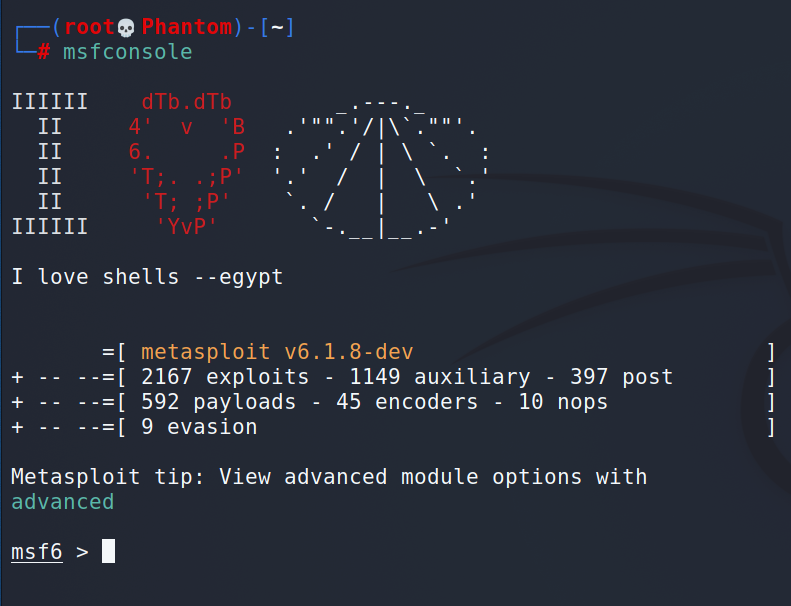 ┌──(root💀Phantom)-[~]
└─# msfconsole

IIIIII    dTb.dTb        _.---._
  II     4'  v  'B   .'"".'/|\`.""'.
  II     6.     .P  :  .' / | \ `.  :
  II     'T;. .;P'  '.'  /  |  \  `.'
  II      'T; ;P'    `. /   |   \ .'
IIIIII     'YvP'       `-.__|__.-'

I love shells --egypt


       =[ metasploit v6.1.8-dev                           ]
+ -- --=[ 2167 exploits - 1149 auxiliary - 397 post       ]
+ -- --=[ 592 payloads - 45 encoders - 10 nops            ]
+ -- --=[ 9 evasion                                       ]

Metasploit tip: View advanced module options with
advanced

msf6 >